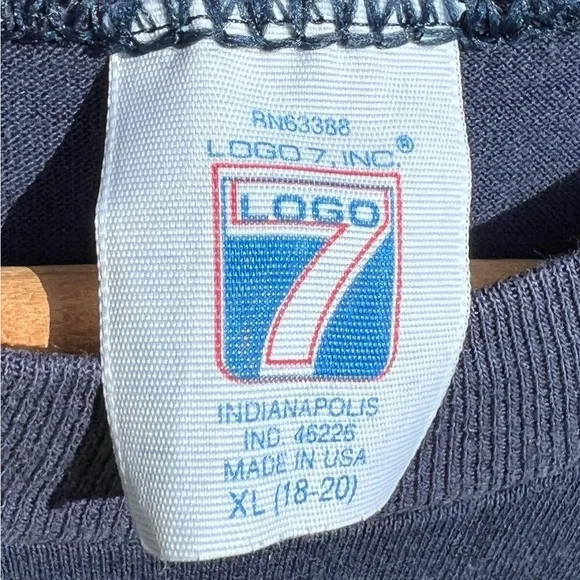 RN63388
LOGO 7, INC.®
LOGO
7
INDIANAPOLIS
IND. 46226
MADE IN USA
XL (18-20)